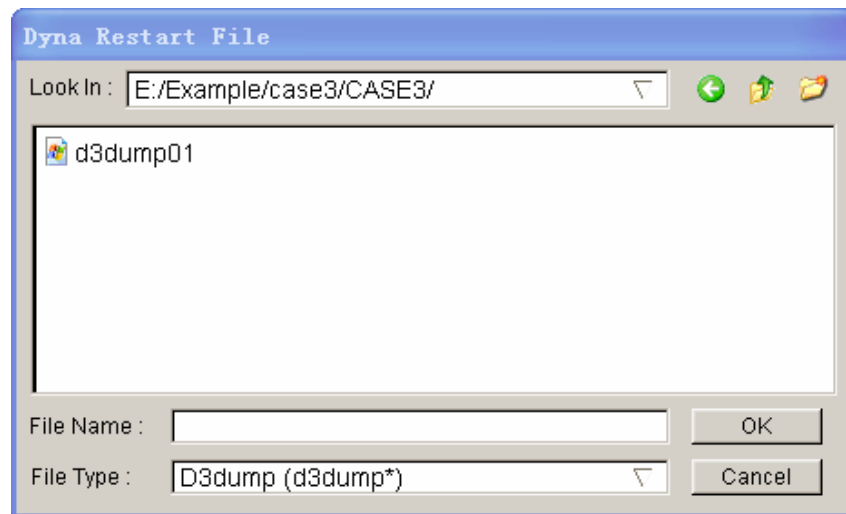 Dyna Restart File
Look In : E:/Example/case3/CASE3/
d3dump01
File Name : OK
File Type : D3dump (d3dump*) Cancel